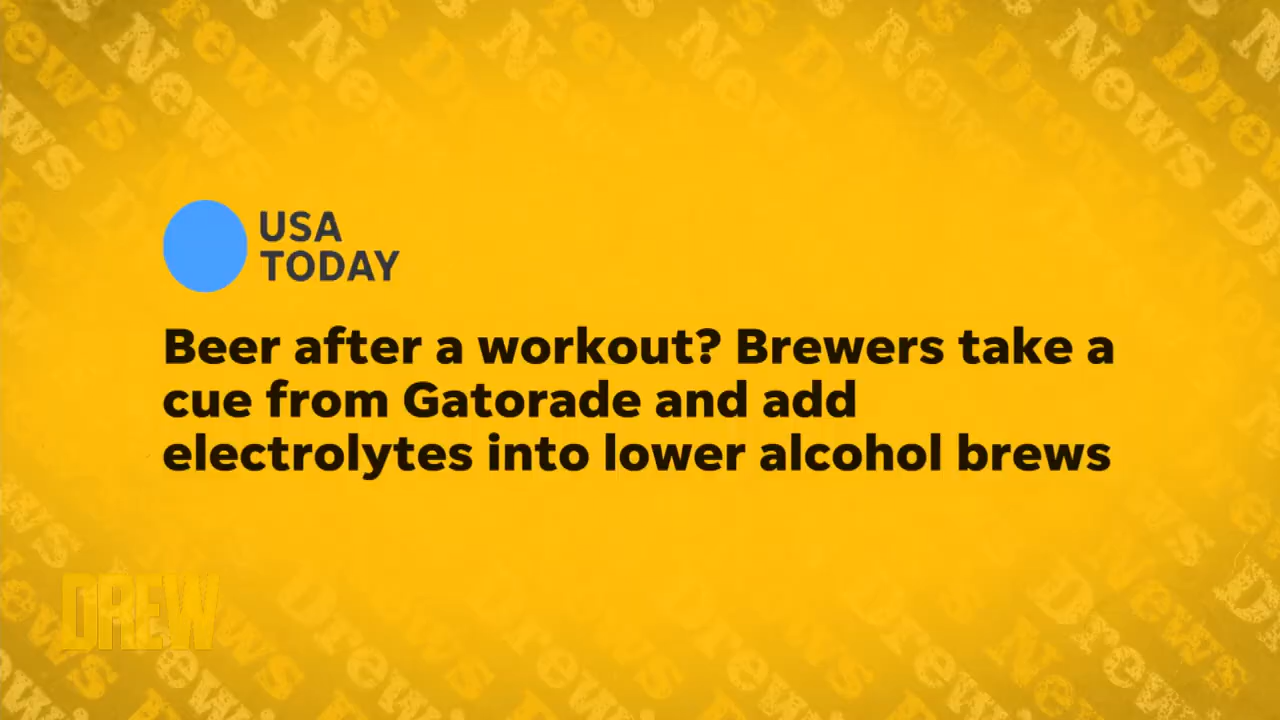 USA
TODAY
Beer after a workout? Brewers take a
cue from Gatorade and add
electrolytes into lower alcohol brews
DREW